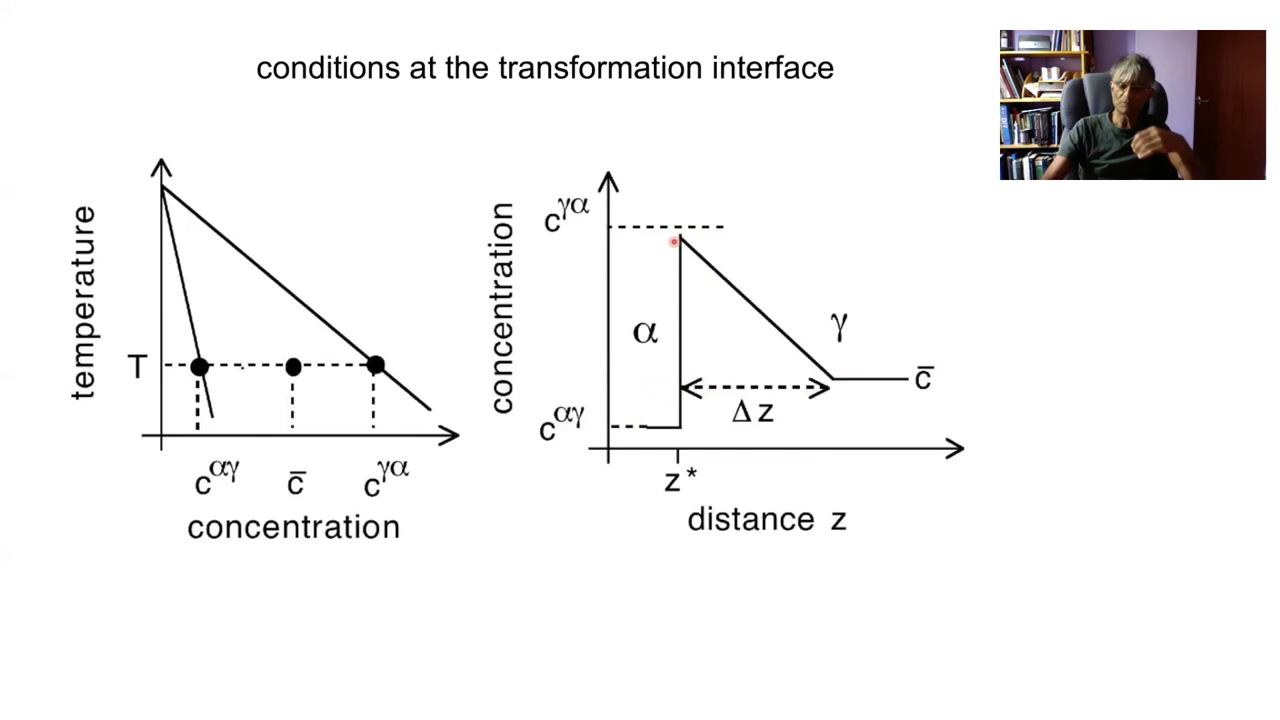 conditions at the transformation interface
temperature
T
c^αγ
c̄
c^γα
concentration
concentration
c^γα
α
γ
c̄
Δz
c^αγ
z*
distance z